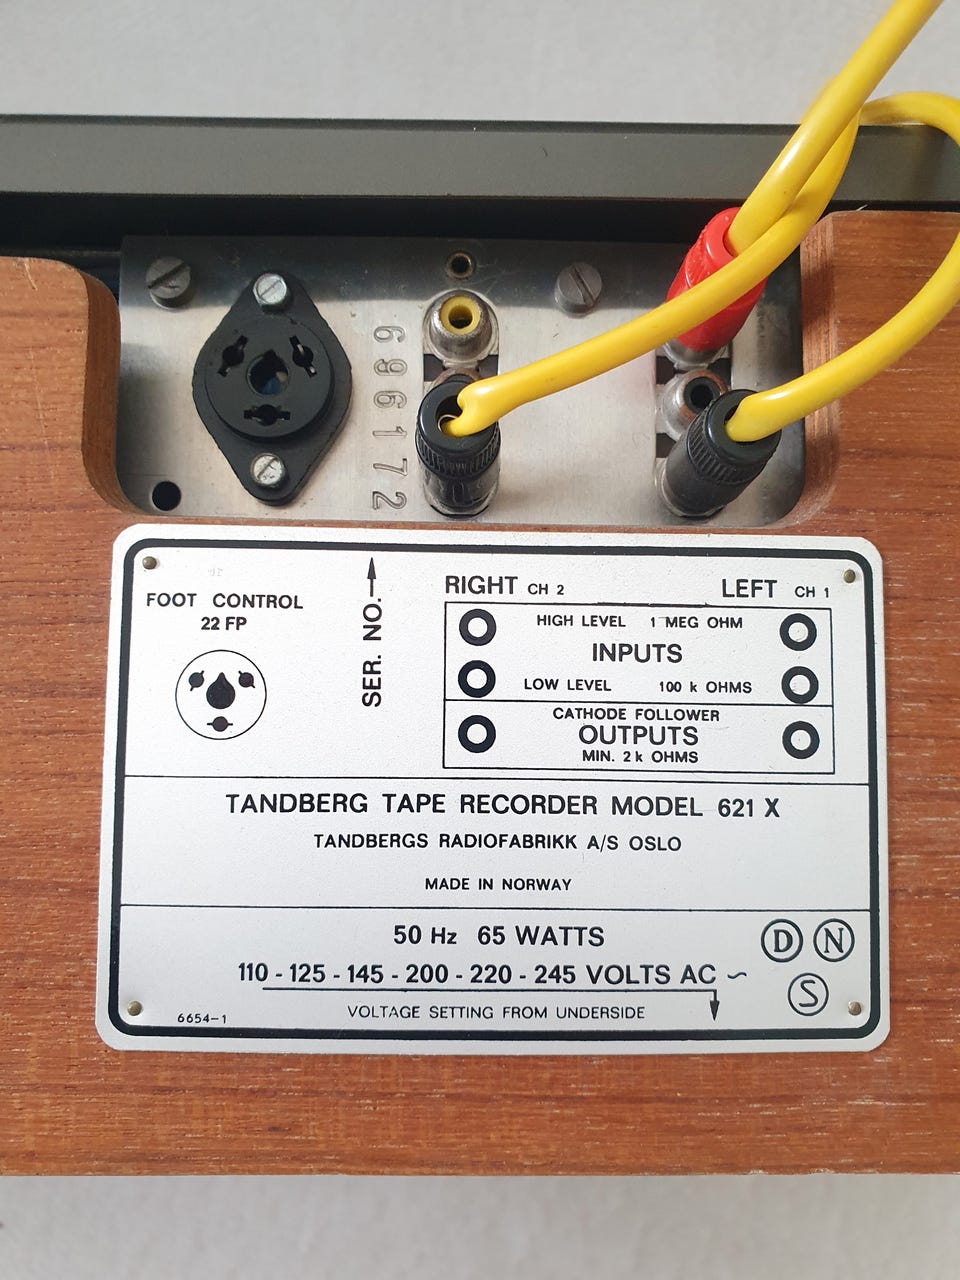 FOOT CONTROL
22 FP
SER. NO.
RIGHT CH 2 LEFT CH 1
HIGH LEVEL 1 MEG OHM
INPUTS
LOW LEVEL 100 k OHMS
CATHODE FOLLOWER
OUTPUTS
MIN. 2 k OHMS
TANDBERG TAPE RECORDER MODEL 621 X
TANDBERGS RADIOFABRIKK A/S OSLO
MADE IN NORWAY
50 Hz 65 WATTS
110 - 125 - 145 - 200 - 220 - 245 VOLTS AC ~
VOLTAGE SETTING FROM UNDERSIDE
6654-1
D N
S